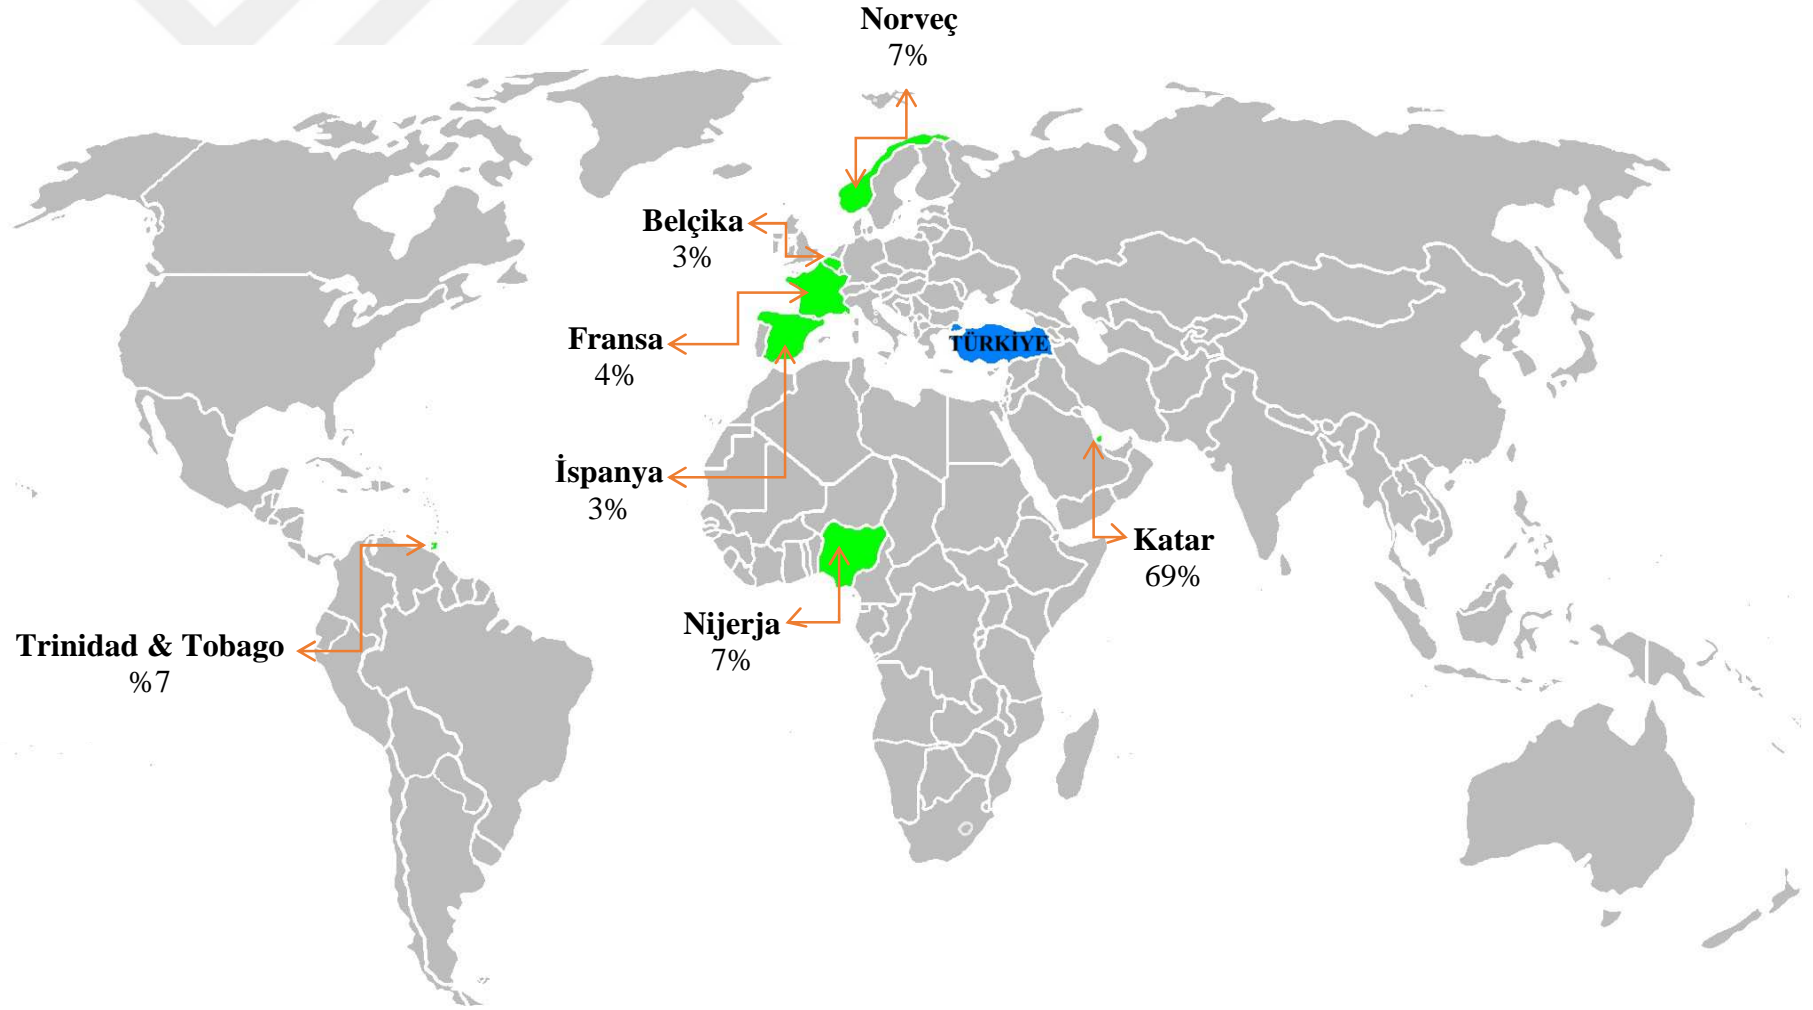 Norveç
7%
Belçika
3%
Fransa
4%
TÜRKİYE
İspanya
3%
Katar
69%
Nijerja
7%
Trinidad & Tobago
%7